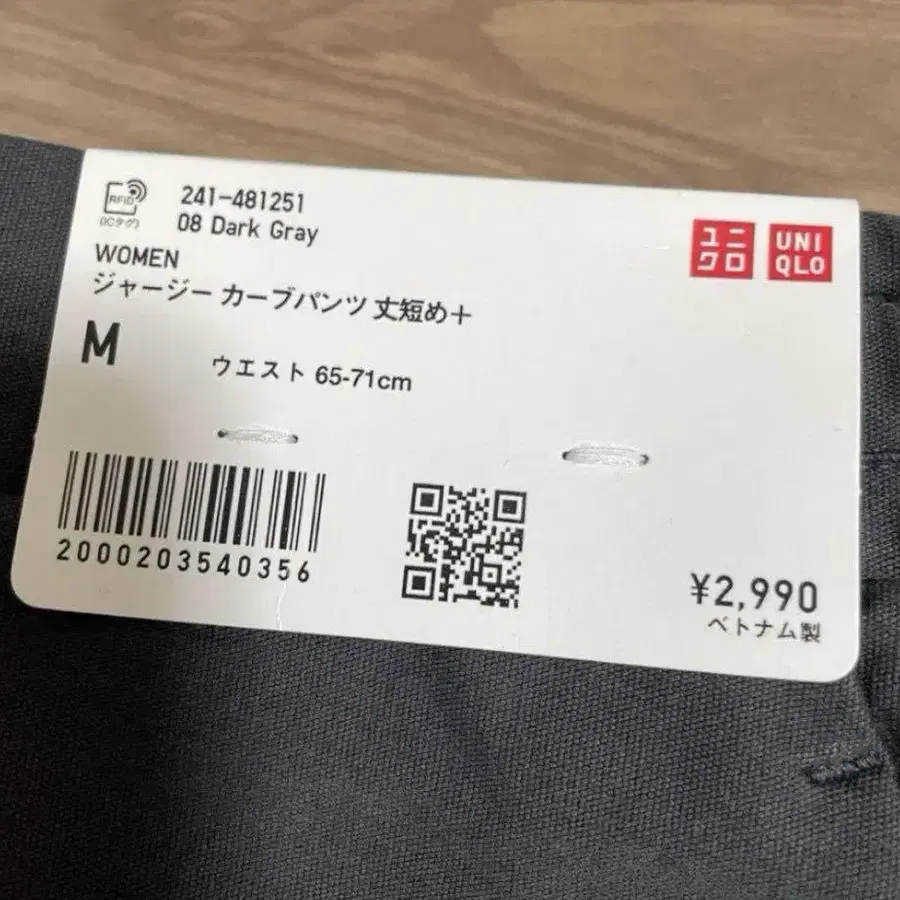 RFID
(ICタグ)
241-481251
08 Dark Gray
WOMEN
ジャージー カーブパンツ 丈短め+
M
ウエスト 65-71cm
ユニクロ
UNIQLO
2000203540356
¥2,990
ベトナム製